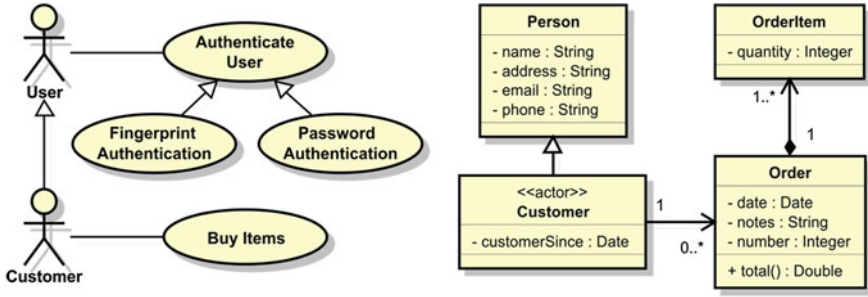 User
Authenticate
User
Fingerprint
Authentication
Password
Authentication
Customer
Buy Items
Person
- name : String
- address : String
- email : String
- phone : String
<<actor>>
Customer
- customerSince : Date
1
0..*
OrderItem
- quantity : Integer
1..*
1
Order
- date : Date
- notes : String
- number : Integer
+ total() : Double